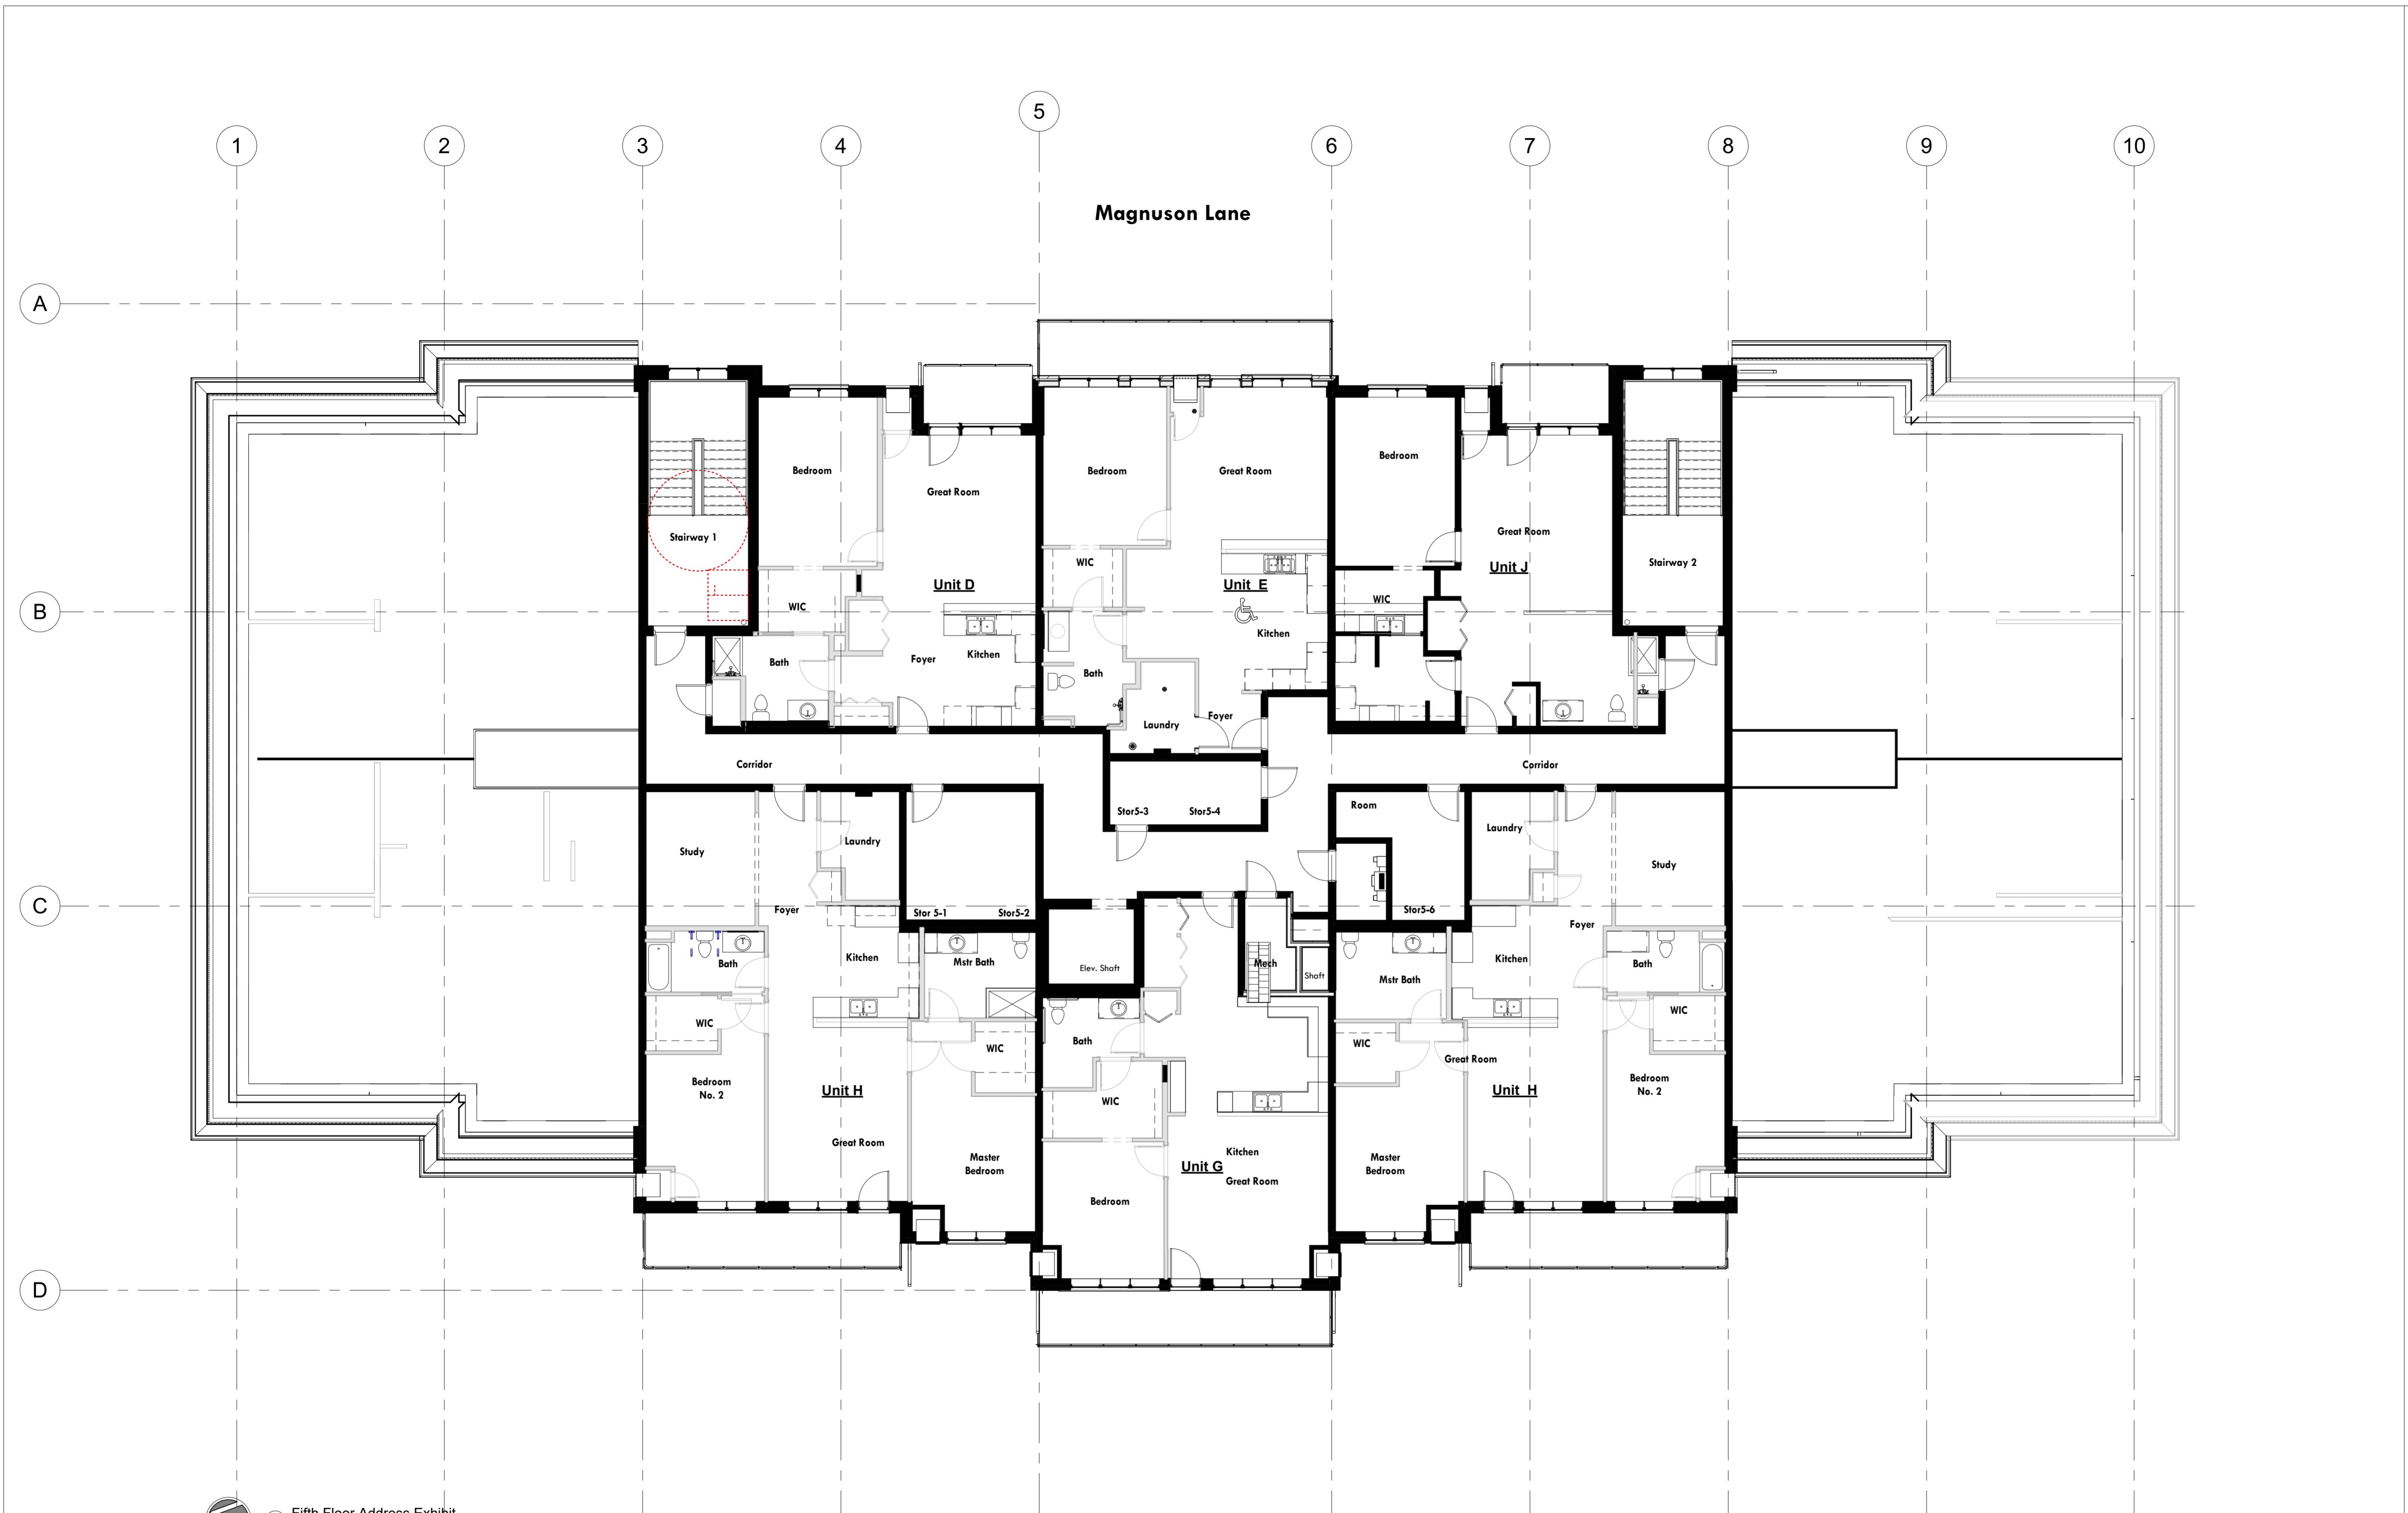 5
1
2
3
4
6
7
8
9
10
Magnuson Lane
A
Bedroom
Great Room
Stairway 1
Unit D
WIC
Bath
Foyer
Kitchen
Bedroom
Great Room
WIC
Unit E
Kitchen
Bath
Laundry
Foyer
Bedroom
Great Room
Unit J
WIC
Stairway 2
B
Corridor
Corridor
Stor5-3
Stor5-4
Room
Study
Laundry
Foyer
Stor 5-1
Stor5-2
Stor5-6
Laundry
Study
Foyer
C
Bath
Kitchen
Mstr Bath
Elev. Shaft
Mech
Shaft
Mstr Bath
Kitchen
Bath
WIC
WIC
Bath
WIC
Great Room
WIC
Bedroom
No. 2
Unit H
WIC
Unit H
Bedroom
No. 2
Great Room
Master
Bedroom
Kitchen
Unit G
Great Room
Bedroom
Master
Bedroom
D
Fifth Floor Address Exhibit